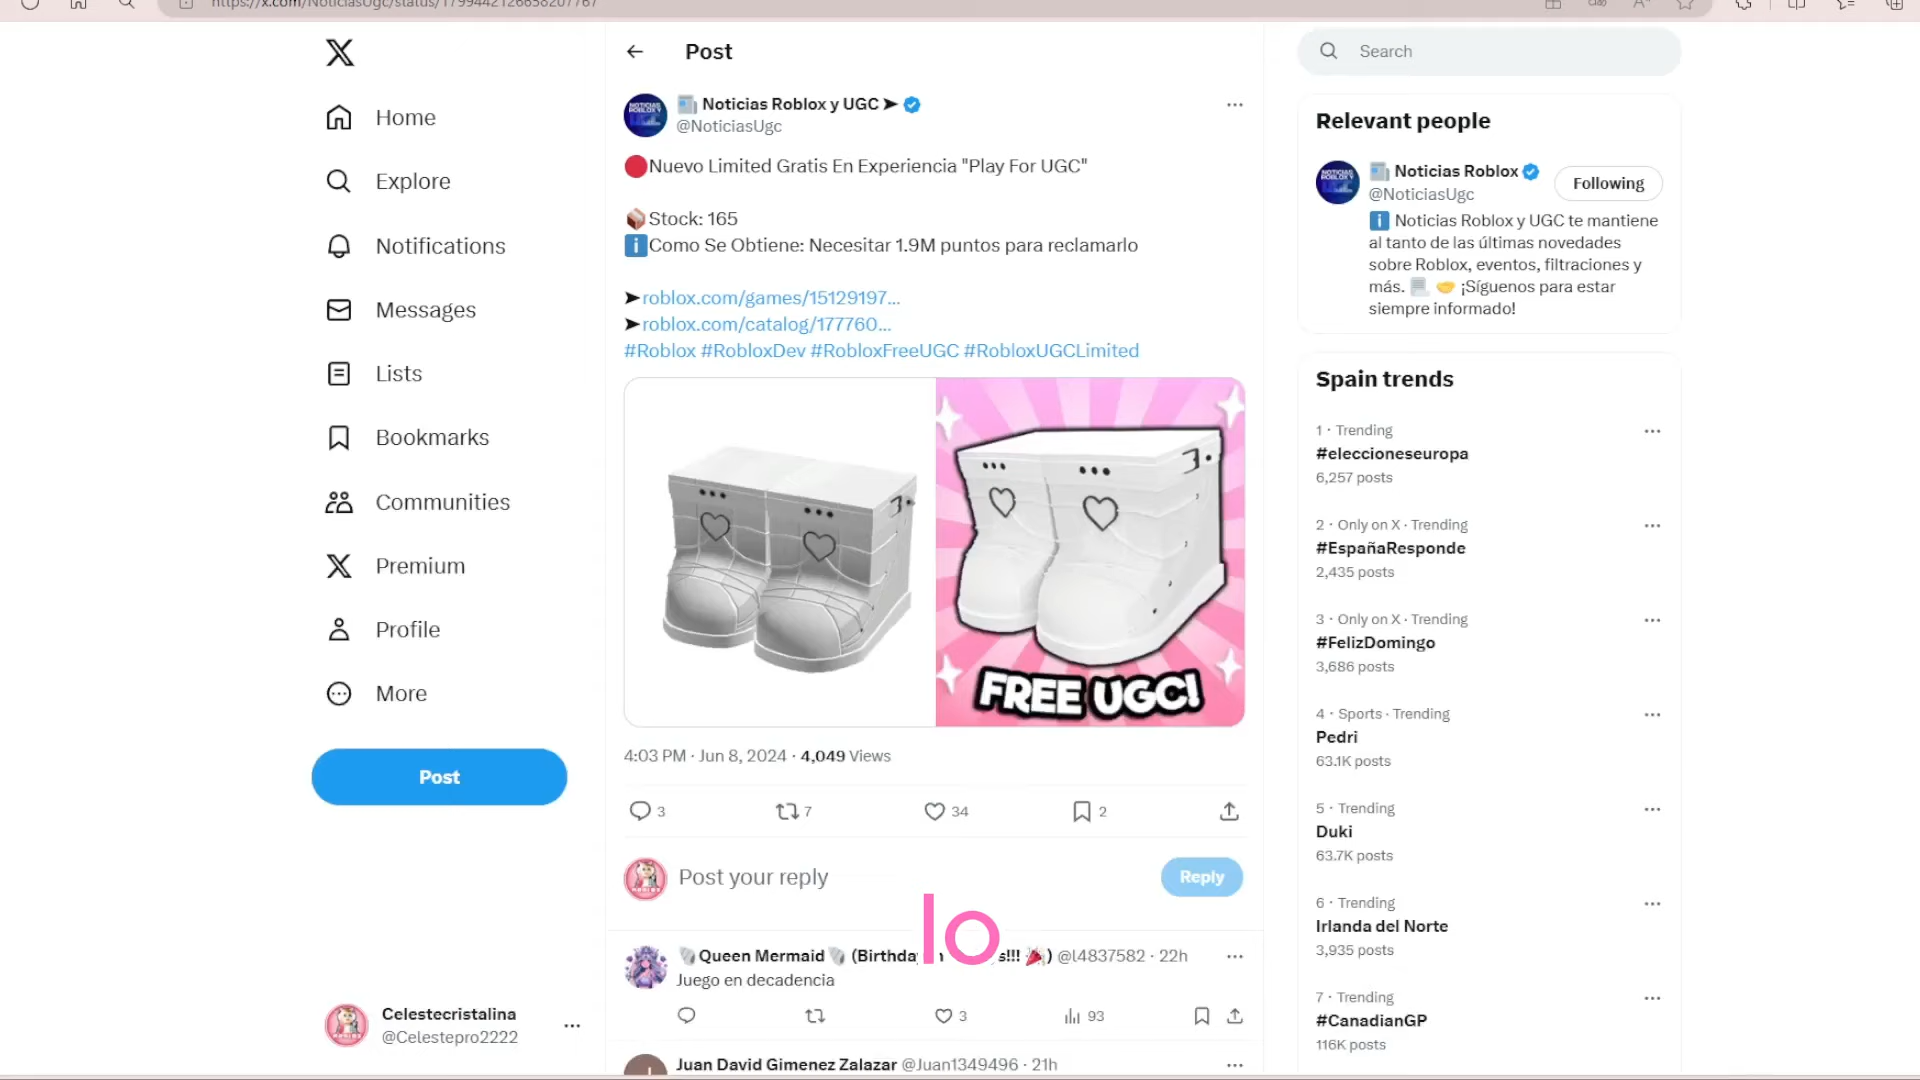 https://x.com/NoticiasUgc/status/1799442126658207767
Home
Explore
Notifications
Messages
Lists
Bookmarks
Communities
Premium
Profile
More
Post
Celestecristalina
@Celestepro2222
Post
Noticias Roblox y UGC ➤
@NoticiasUgc
Nuevo Limited Gratis En Experiencia "Play For UGC"
Stock: 165
Como Se Obtiene: Necesitar 1.9M puntos para reclamarlo
➤roblox.com/games/15129197...
➤roblox.com/catalog/177760...
#Roblox #RobloxDev #RobloxFreeUGC #RobloxUGCLimited
FREE UGC!
4:03 PM · Jun 8, 2024 · 4,049 Views
3 7 34 2
Post your reply
Reply
lo
Queen Mermaid (Birthday s!!! ) @l4837582 · 22h
Juego en decadencia
3 93
Juan David Gimenez Zalazar @Juan1349496 · 21h
Search
Relevant people
Noticias Roblox
@NoticiasUgc
Following
Noticias Roblox y UGC te mantiene
al tanto de las últimas novedades
sobre Roblox, eventos, filtraciones y
más. ¡Síguenos para estar
siempre informado!
Spain trends
1 · Trending
#eleccioneseuropa
6,257 posts
2 · Only on X · Trending
#EspañaResponde
2,435 posts
3 · Only on X · Trending
#FelizDomingo
3,686 posts
4 · Sports · Trending
Pedri
63.1K posts
5 · Trending
Duki
63.7K posts
6 · Trending
Irlanda del Norte
3,935 posts
7 · Trending
#CanadianGP
116K posts